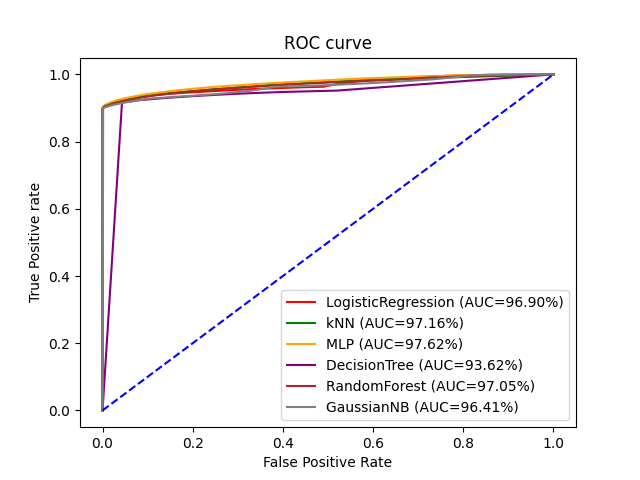 ROC curve
True Positive rate
1.0
0.8
0.6
0.4
0.2
0.0
LogisticRegression (AUC=96.90%)
kNN (AUC=97.16%)
MLP (AUC=97.62%)
DecisionTree (AUC=93.62%)
RandomForest (AUC=97.05%)
GaussianNB (AUC=96.41%)
0.0 0.2 0.4 0.6 0.8 1.0
False Positive Rate